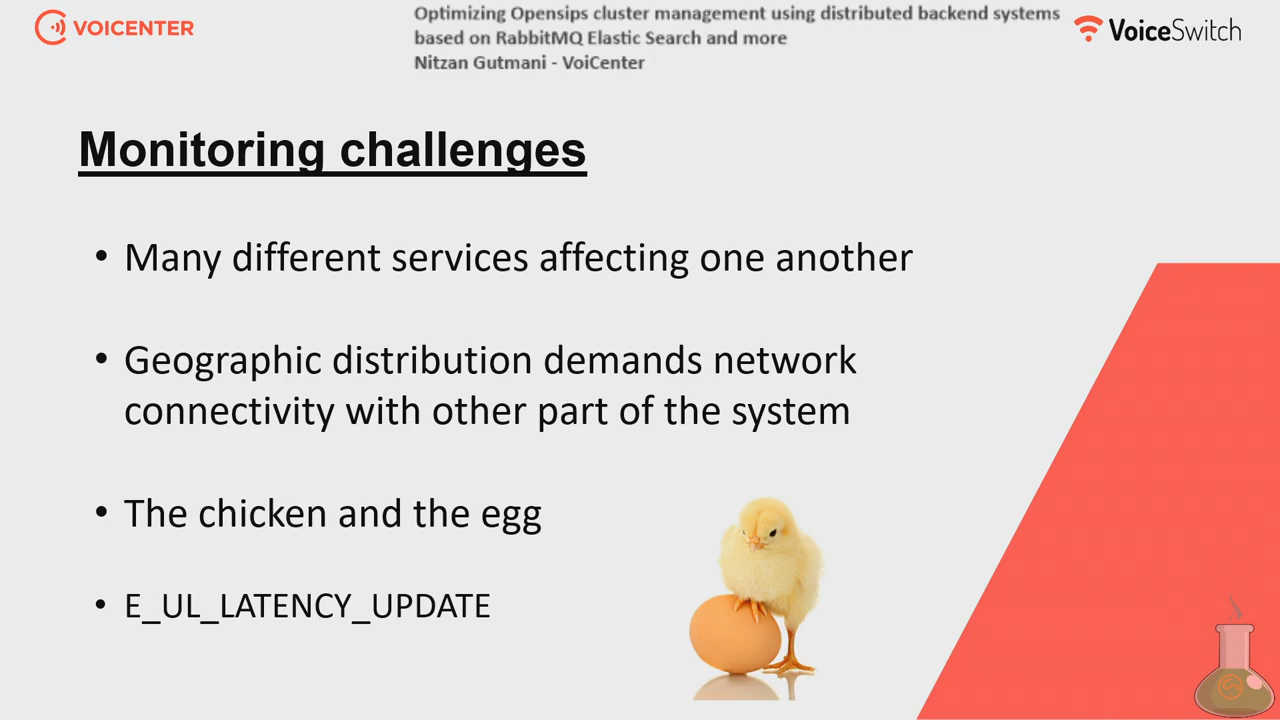 VOICENTER
Optimizing Opensips cluster management using distributed backend systems
based on RabbitMQ Elastic Search and more
Nitzan Gutmani - VoiCenter
VoiceSwitch
Monitoring challenges
• Many different services affecting one another
• Geographic distribution demands network
connectivity with other part of the system
• The chicken and the egg
• E_UL_LATENCY_UPDATE